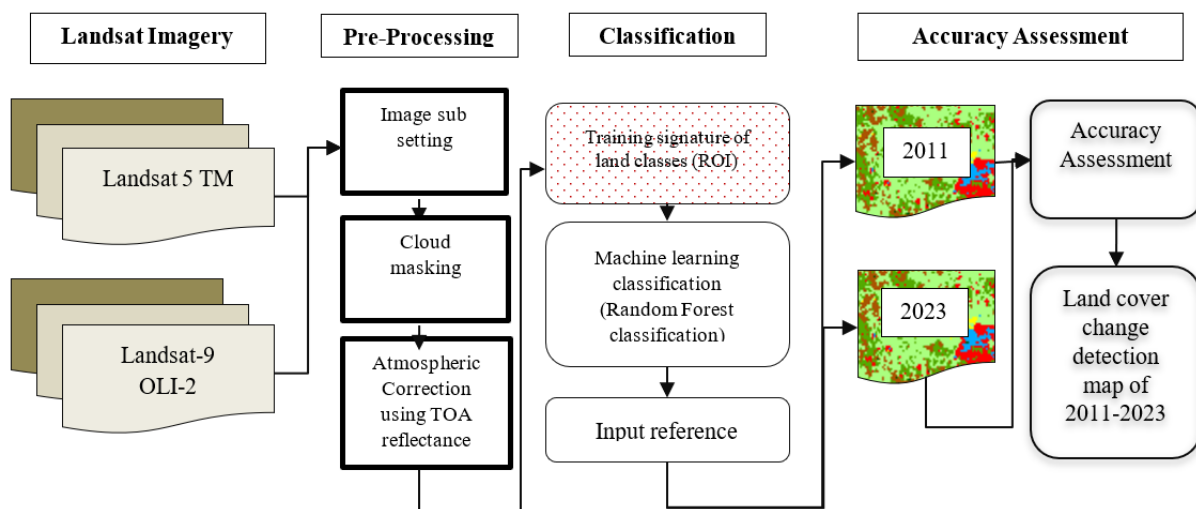 Landsat Imagery
Pre-Processing
Classification
Accuracy Assessment
Landsat 5 TM
Landsat-9
OLI-2
Image sub
setting
Cloud
masking
Atmospheric
Correction
using TOA
reflectance
Training signature of
land classes (ROI)
Machine learning
classification
(Random Forest
classification)
Input reference
2011
2023
Accuracy
Assessment
Land cover
change
detection
map of
2011-2023